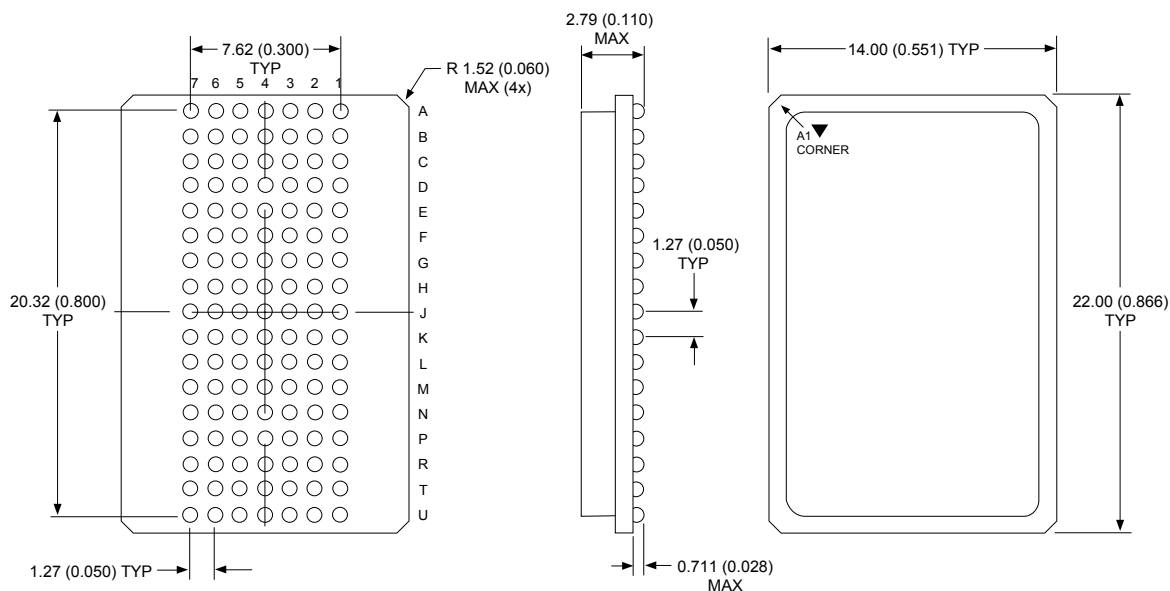 7.62 (0.300)
TYP
7 6 5 4 3 2 1
R 1.52 (0.060)
MAX (4x)
A
B
C
D
E
F
G
H
J
K
L
M
N
P
R
T
U
20.32 (0.800)
TYP
1.27 (0.050) TYP
2.79 (0.110)
MAX
1.27 (0.050)
TYP
0.711 (0.028)
MAX
14.00 (0.551) TYP
A1
CORNER
22.00 (0.866)
TYP